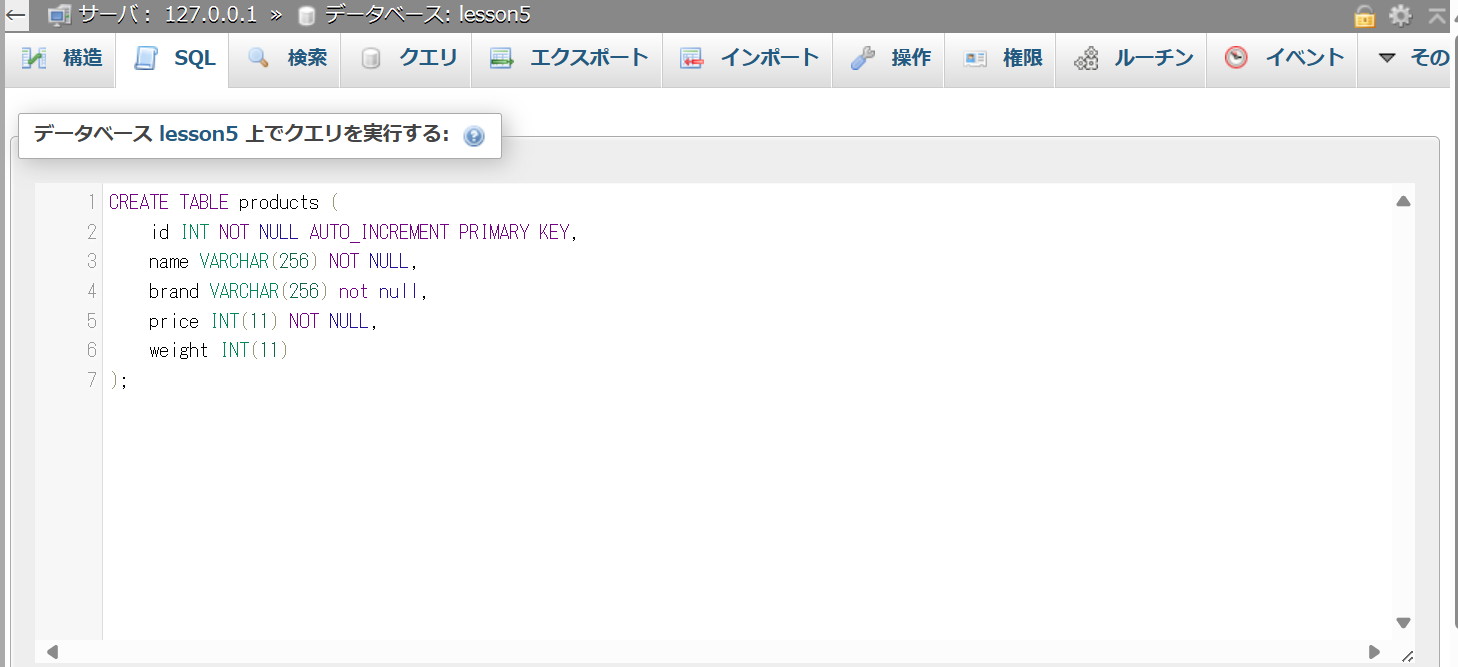 サーバ: 127.0.0.1 » データベース: lesson5
構造 SQL 検索 クエリ エクスポート インポート 操作 権限 ルーチン イベント その
データベース lesson5 上でクエリを実行する:
1 CREATE TABLE products (
2 id INT NOT NULL AUTO_INCREMENT PRIMARY KEY,
3 name VARCHAR(256) NOT NULL,
4 brand VARCHAR(256) not null,
5 price INT(11) NOT NULL,
6 weight INT(11)
7 );